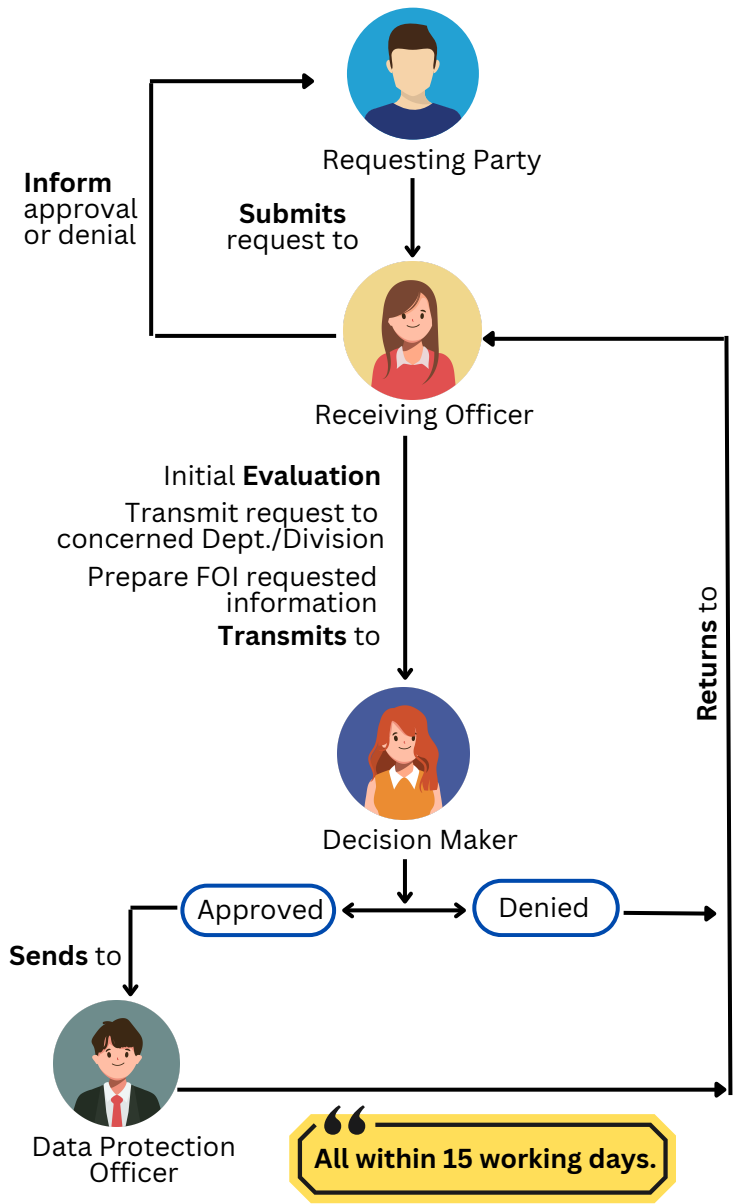 Requesting Party
Inform
approval
or denial
Submits
request to
Receiving Officer
Initial Evaluation
Transmit request to
concerned Dept./Division
Prepare FOI requested
information
Transmits to
Returns to
Decision Maker
Approved
Denied
Sends to
Data Protection
Officer
“ All within 15 working days.